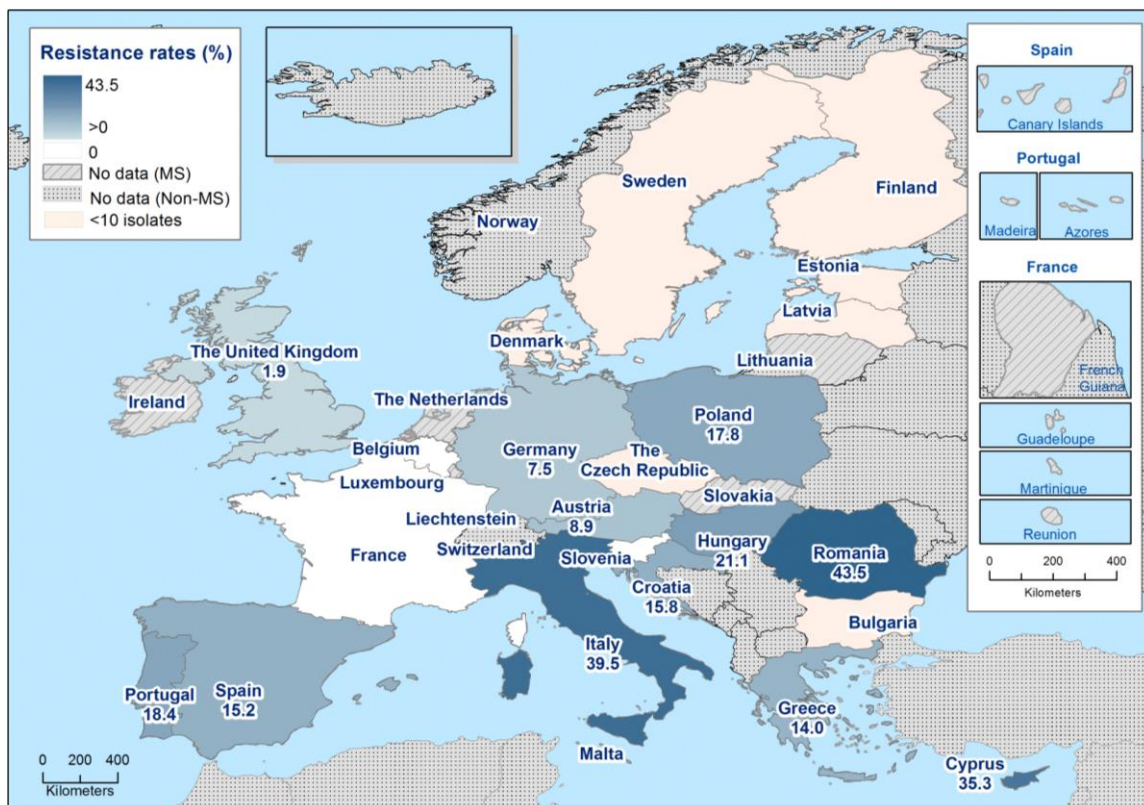 Resistance rates (%)
43.5
>0
0
No data (MS)
No data (Non-MS)
<10 isolates
Spain
Canary Islands
Portugal
Madeira
Azores
France
French
Guiana
Guadeloupe
Martinique
Reunion
0 200 400
Kilometers
Norway
Sweden
Finland
Estonia
Latvia
Denmark
Lithuania
The United Kingdom
1.9
Ireland
The Netherlands
Poland
17.8
Belgium
Germany
7.5
The
Czech Republic
Luxembourg
Slovakia
Austria
8.9
Liechtenstein
Hungary
21.1
Romania
43.5
France
Switzerland
Slovenia
Croatia
15.8
Bulgaria
Italy
39.5
Portugal
18.4
Spain
15.2
Greece
14.0
Malta
Cyprus
35.3
0 200 400
Kilometers